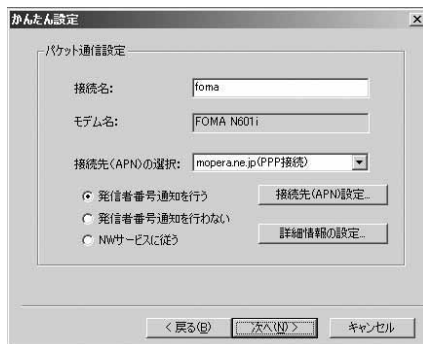 かんたん設定
パケット通信設定
接続名: foma
モデム名: FOMA N601i
接続先(APN)の選択: mopera.ne.jp(PPP接続)
発信者番号通知を行う 接続先(APN)設定...
発信者番号通知を行わない
NWサービスに従う 詳細情報の設定...
< 戻る(B) 次へ(N) > キャンセル